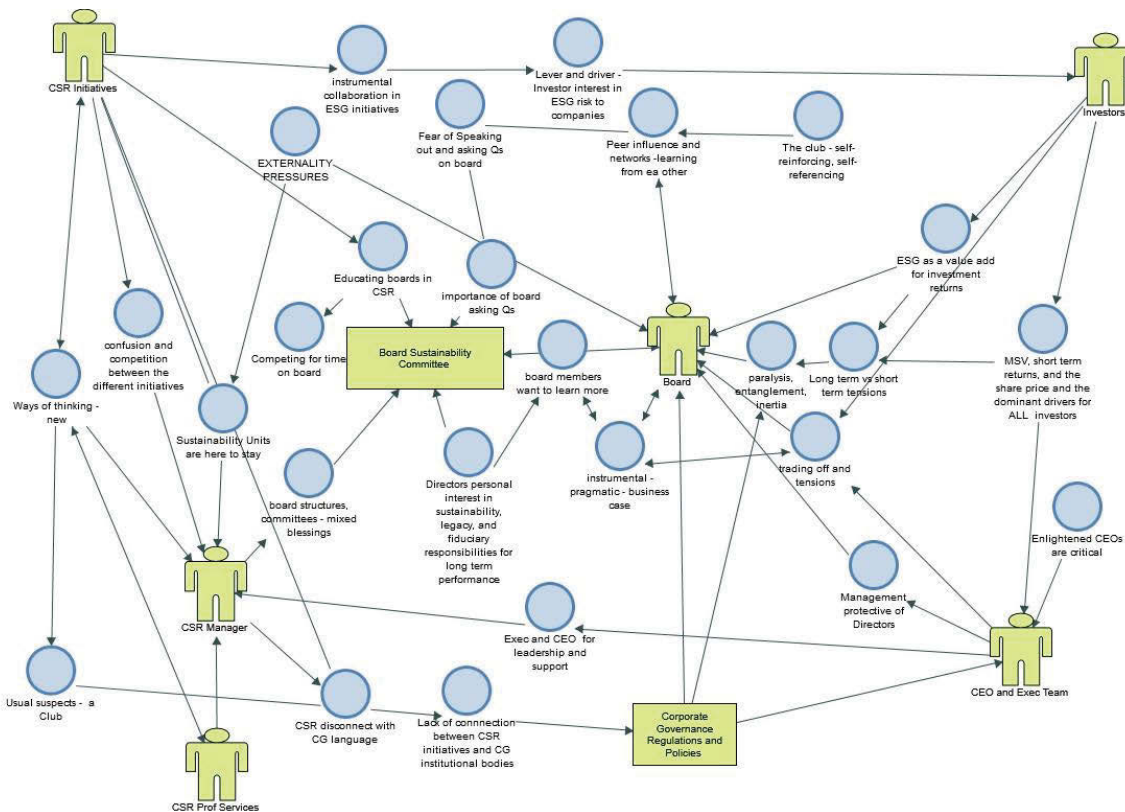 CSR Initiatives
instrumental
collaboration in
ESG initiatives
Lever and driver -
Investor interest in
ESG risk to
companies
Investors
EXTERNALITY
PRESSURES
Fear of Speaking
out and asking Qs
on board
Peer influence and
networks -learning
from ea other
The club - self-
reinforcing, self-
referencing
Educating boards in
CSR
importance of board
asking Qs
ESG as a value add
for investment
returns
confusion and
competition
between the
different initiatives
Competing for time
on board
Board Sustainability
Committee
board members
want to learn more
Board
paralysis,
entanglement,
inertia
Long term vs short
term tensions
MSV, short term
returns, and the
share price and the
dominant drivers for
ALL investors
Ways of thinking -
new
Sustainability Units
are here to stay
board structures,
committees - mixed
blessings
Directors personal
interest in
sustainability,
legacy, and
fiduciary
responsibilities for
long term
performance
instrumental -
pragmatic - business
case
trading off and
tensions
Enlightened CEOs
are critical
CSR Manager
Exec and CEO for
leadership and
support
Management
protective of
Directors
CEO and Exec Team
Usual suspects - a
Club
CSR disconnect with
CG language
Lack of connnection
between CSR
initiatives and CG
institutional bodies
Corporate
Governance
Regulations and
Policies
CSR Prof Services